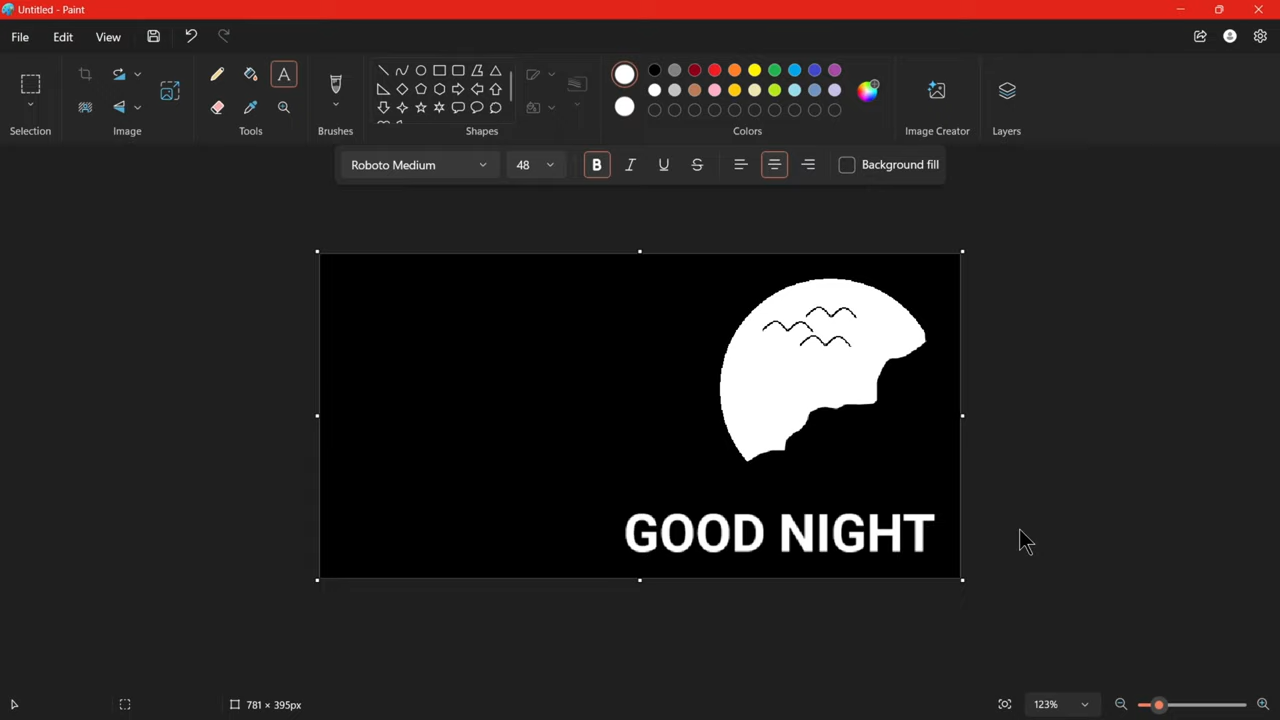 Untitled - Paint
File Edit View
Selection Image Tools Brushes Shapes Colors Image Creator Layers
Roboto Medium 48 B I U S Background fill
GOOD NIGHT
781 × 395px 123%